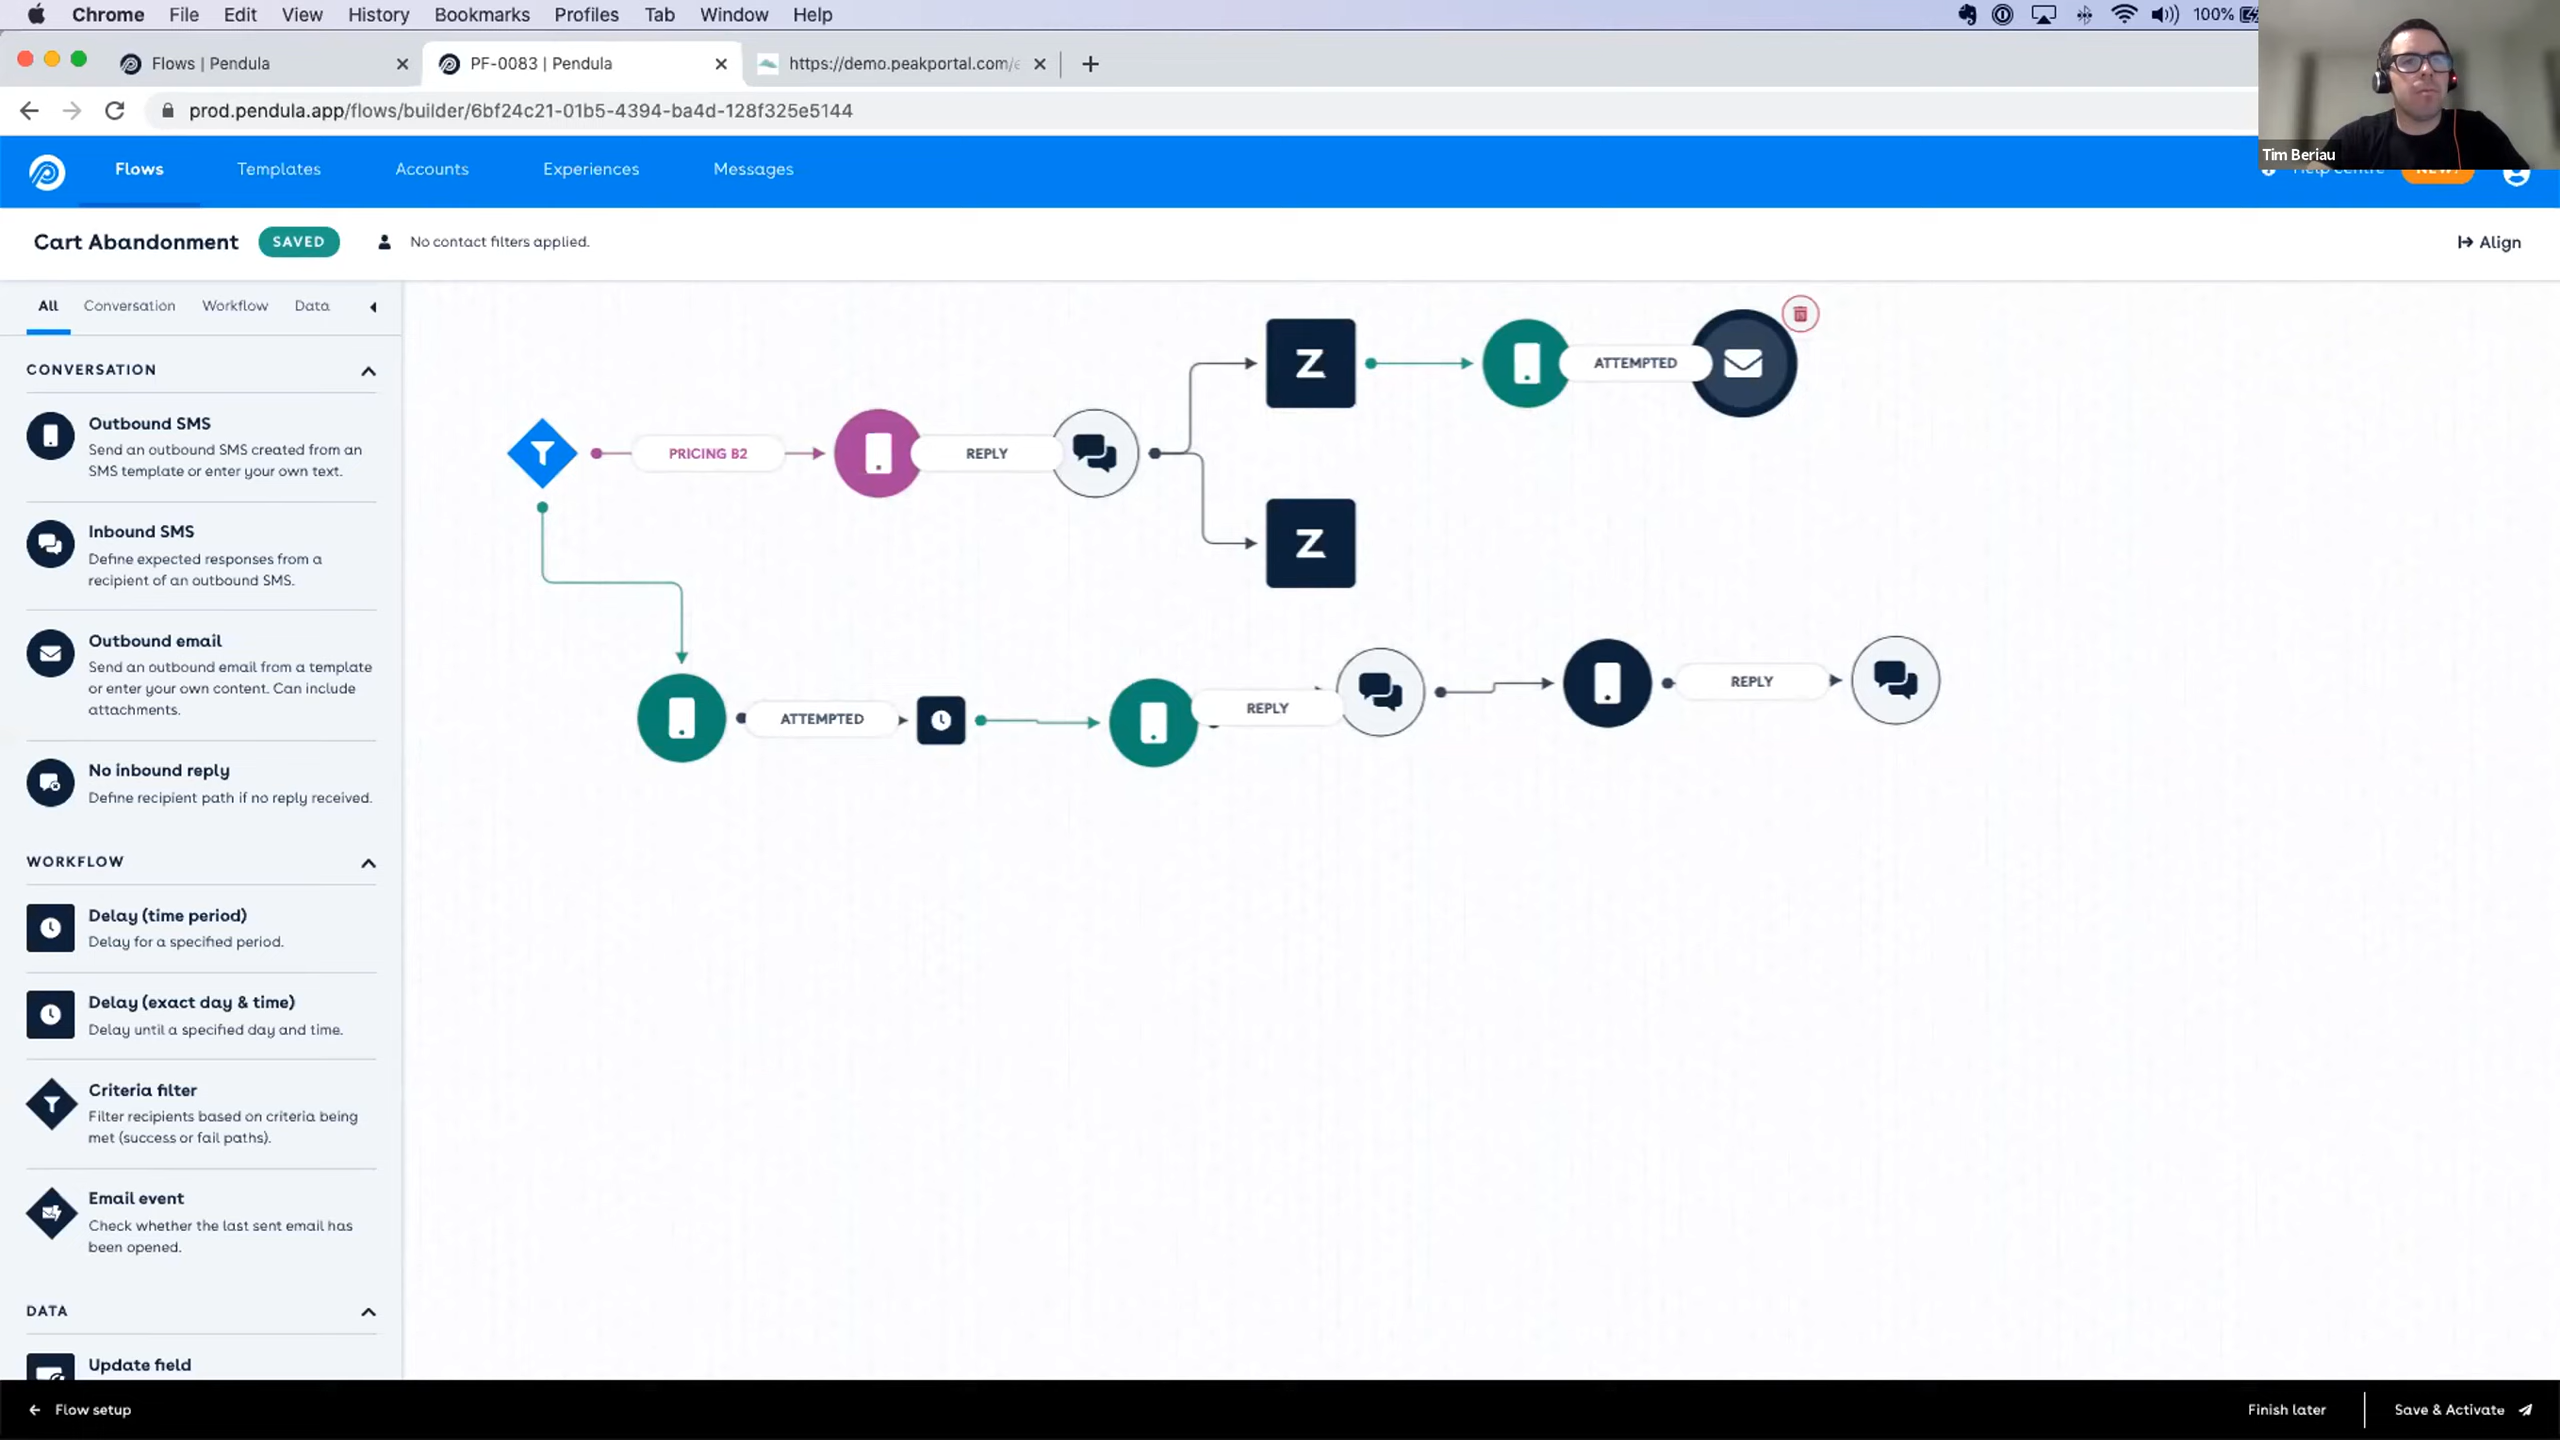 Chrome File Edit View History Bookmarks Profiles Tab Window Help
100%
Flows | Pendula
PF-0083 | Pendula
https://demo.peakportal.com/
prod.pendula.app/flows/builder/6bf24c21-01b5-4394-ba4d-128f325e5144
Tim Beriau
Flows Templates Accounts Experiences Messages
Help centre
NEW!
Cart Abandonment SAVED No contact filters applied. Align
All Conversation Workflow Data
CONVERSATION
Outbound SMS
Send an outbound SMS created from an
SMS template or enter your own text.
Inbound SMS
Define expected responses from a
recipient of an outbound SMS.
Outbound email
Send an outbound email from a template
or enter your own content. Can include
attachments.
No inbound reply
Define recipient path if no reply received.
WORKFLOW
Delay (time period)
Delay for a specified period.
Delay (exact day & time)
Delay until a specified day and time.
Criteria filter
Filter recipients based on criteria being
met (success or fail paths).
Email event
Check whether the last sent email has
been opened.
DATA
Update field
Z ATTEMPTED
PRICING B2 REPLY
Z
ATTEMPTED REPLY REPLY
Flow setup Finish later Save & Activate